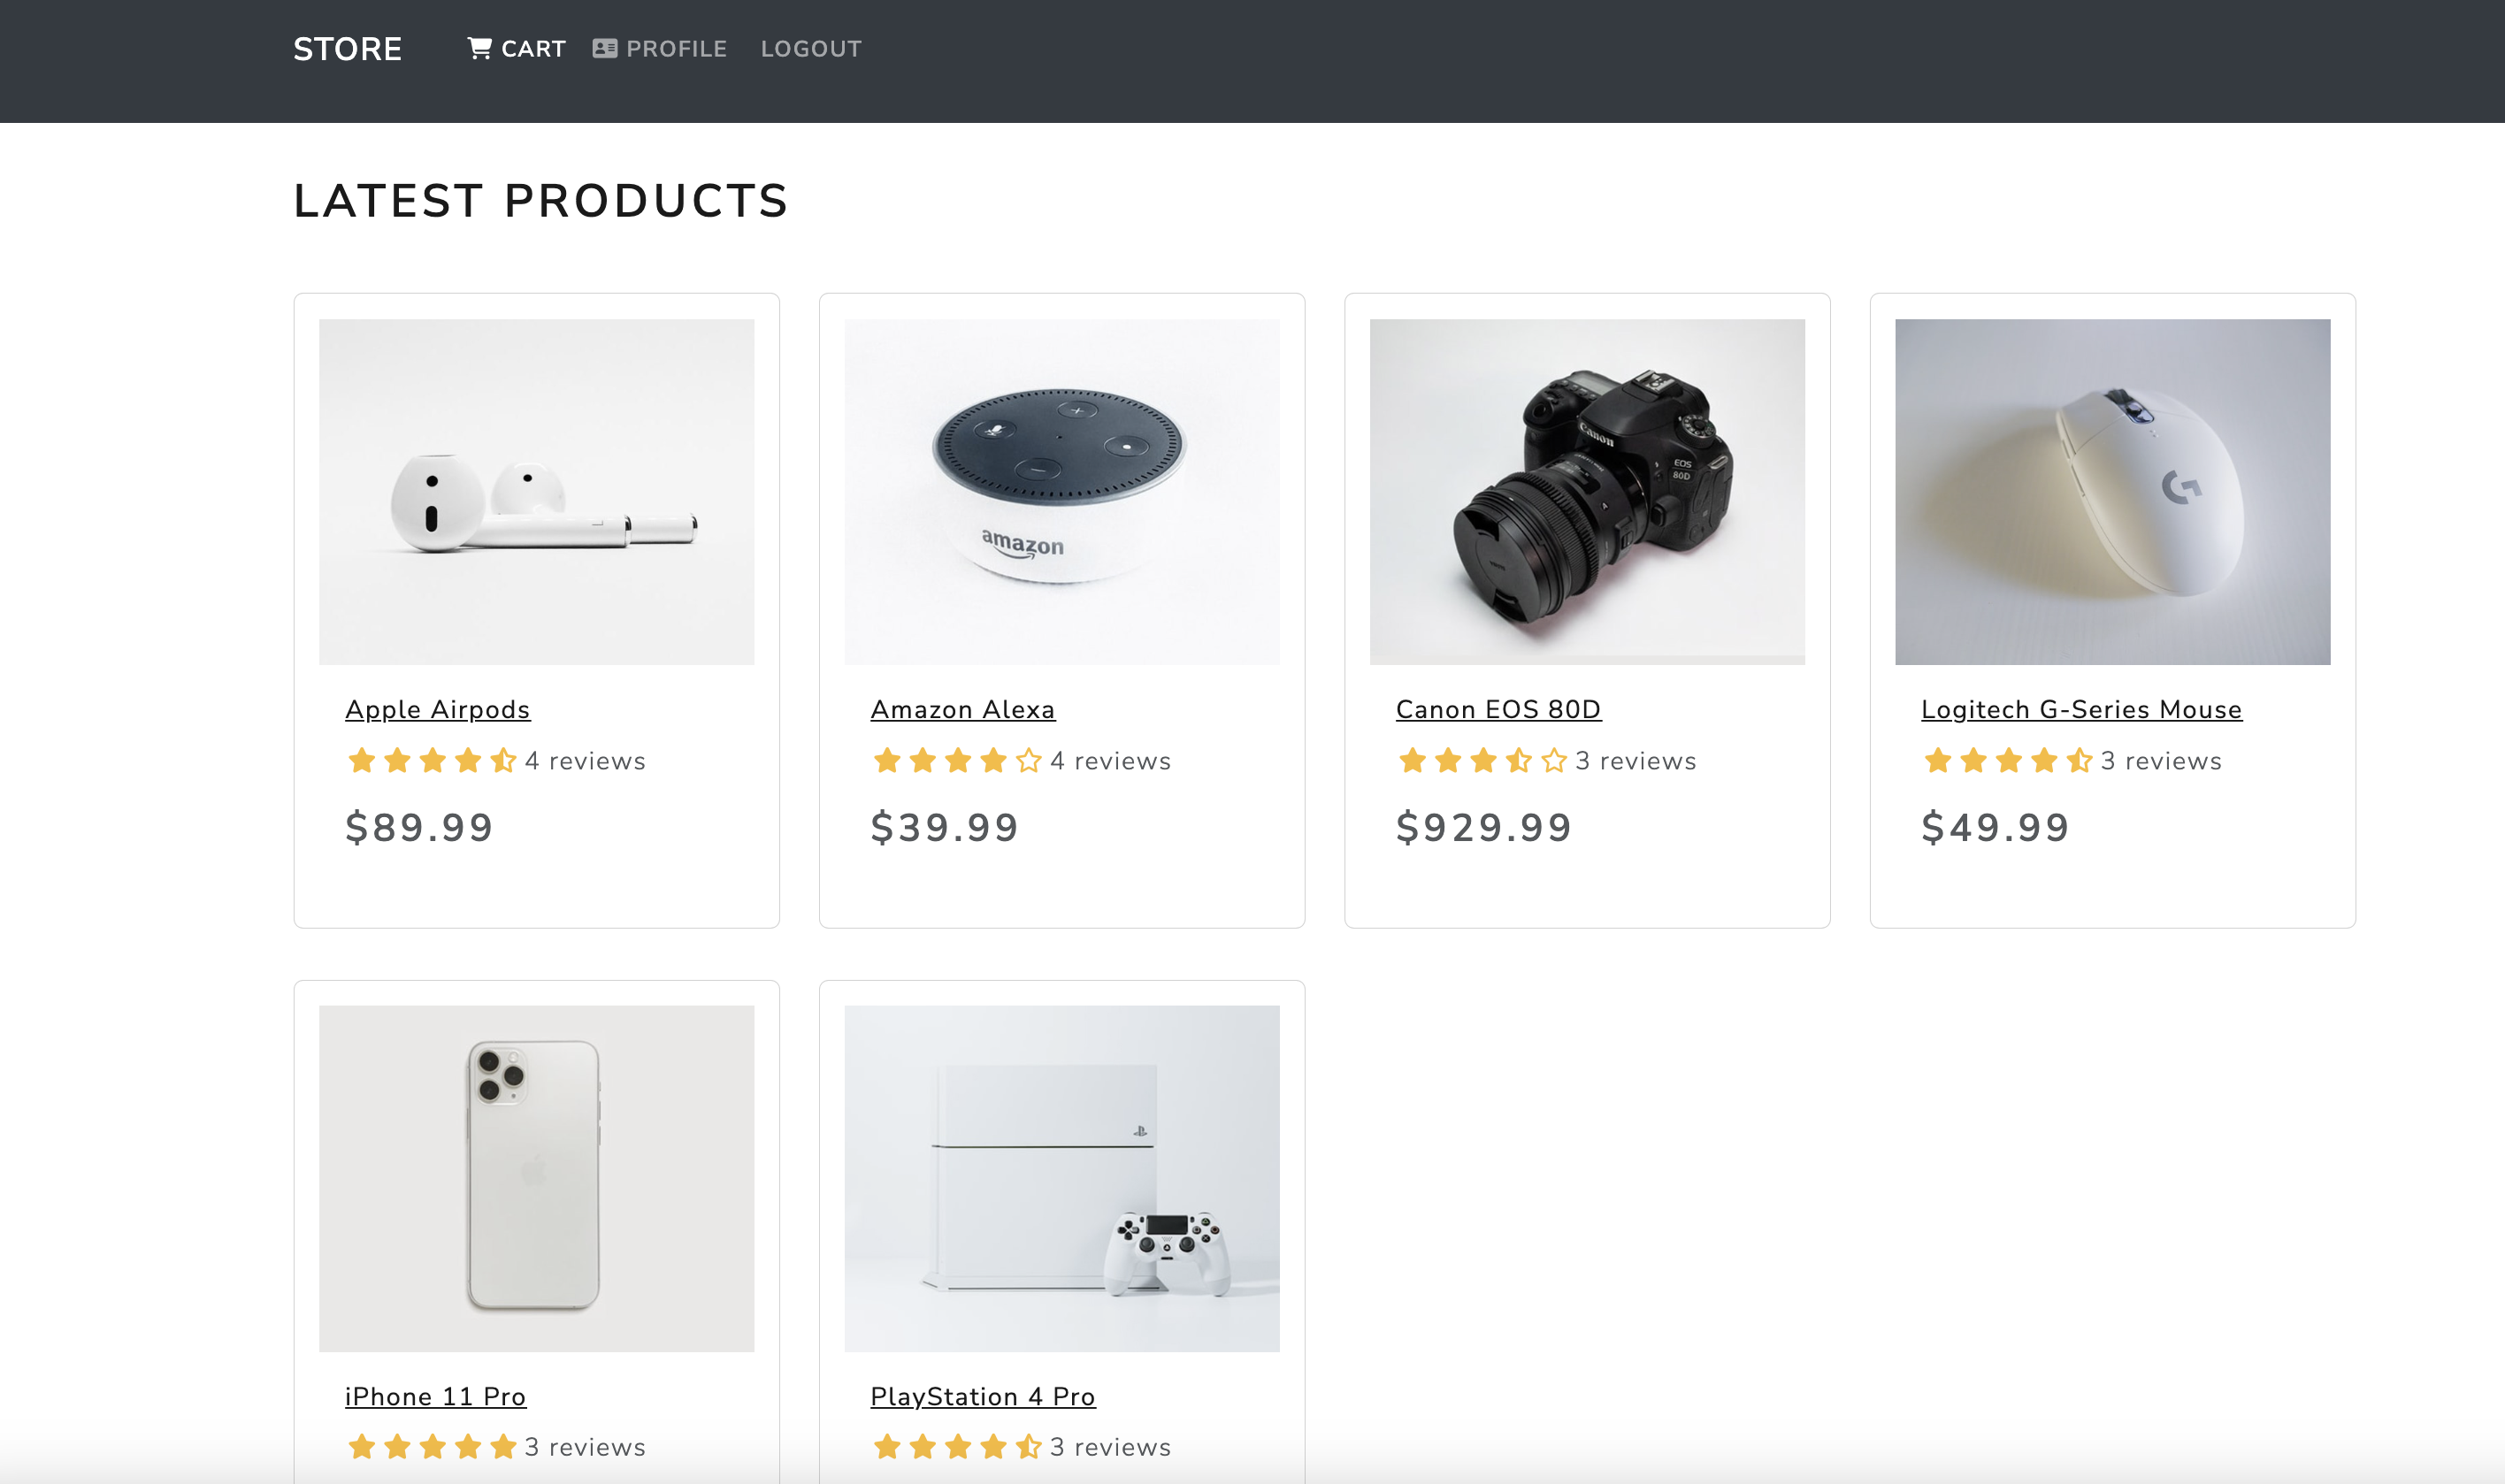 STORE CART PROFILE LOGOUT
LATEST PRODUCTS
amazon
Canon
EOS
80D
A
G
Apple Airpods
4 reviews
$89.99
Amazon Alexa
4 reviews
$39.99
Canon EOS 80D
3 reviews
$929.99
Logitech G-Series Mouse
3 reviews
$49.99
iPhone 11 Pro
3 reviews
PlayStation 4 Pro
3 reviews